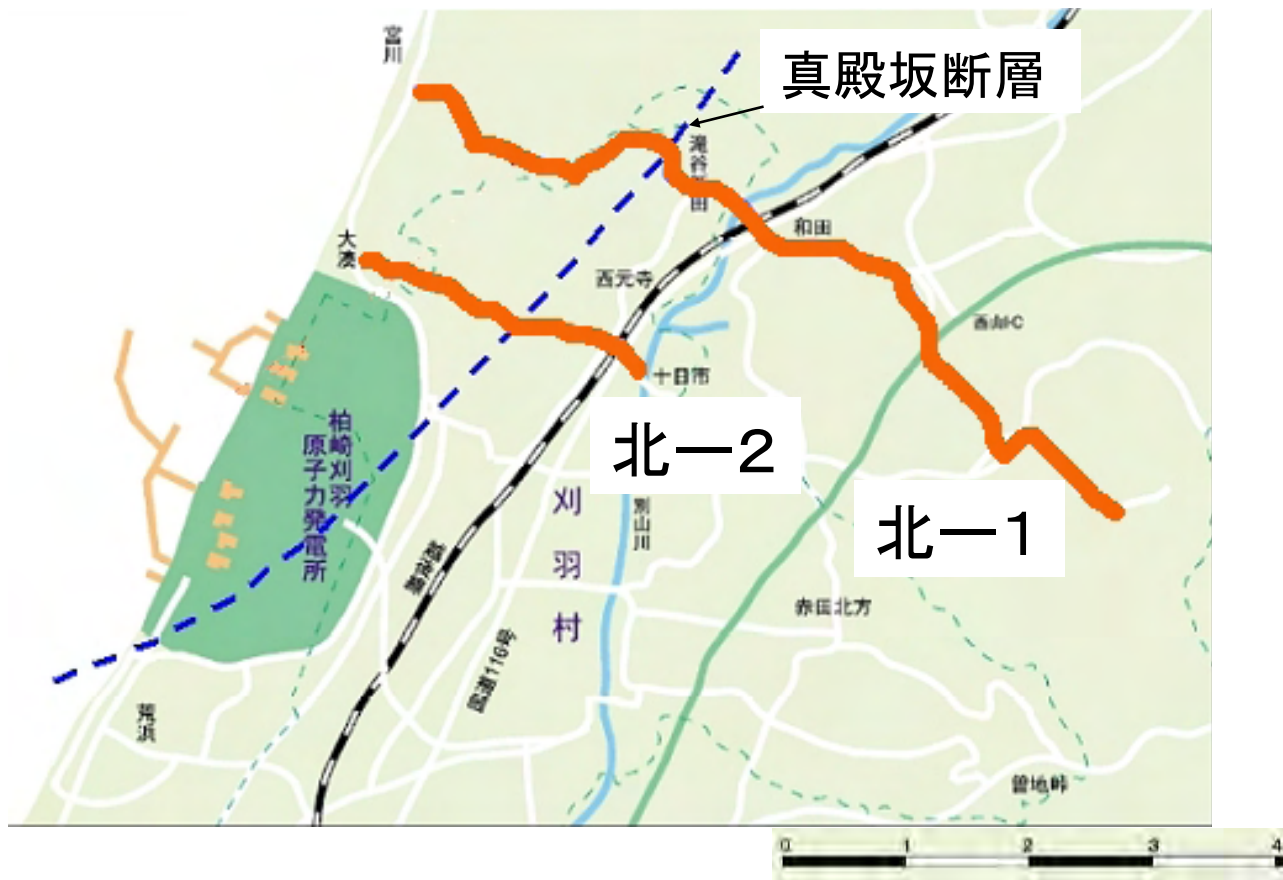 宮川
真殿坂断層
滝谷新田
大湊
和田
西元寺
西山I・C
十日市
柏崎刈羽
原子力発電所
北ー2
北ー1
刈羽村
別山川
越後線
赤田北方
国道116号
荒浜
曽地峠
0 1 2 3 4